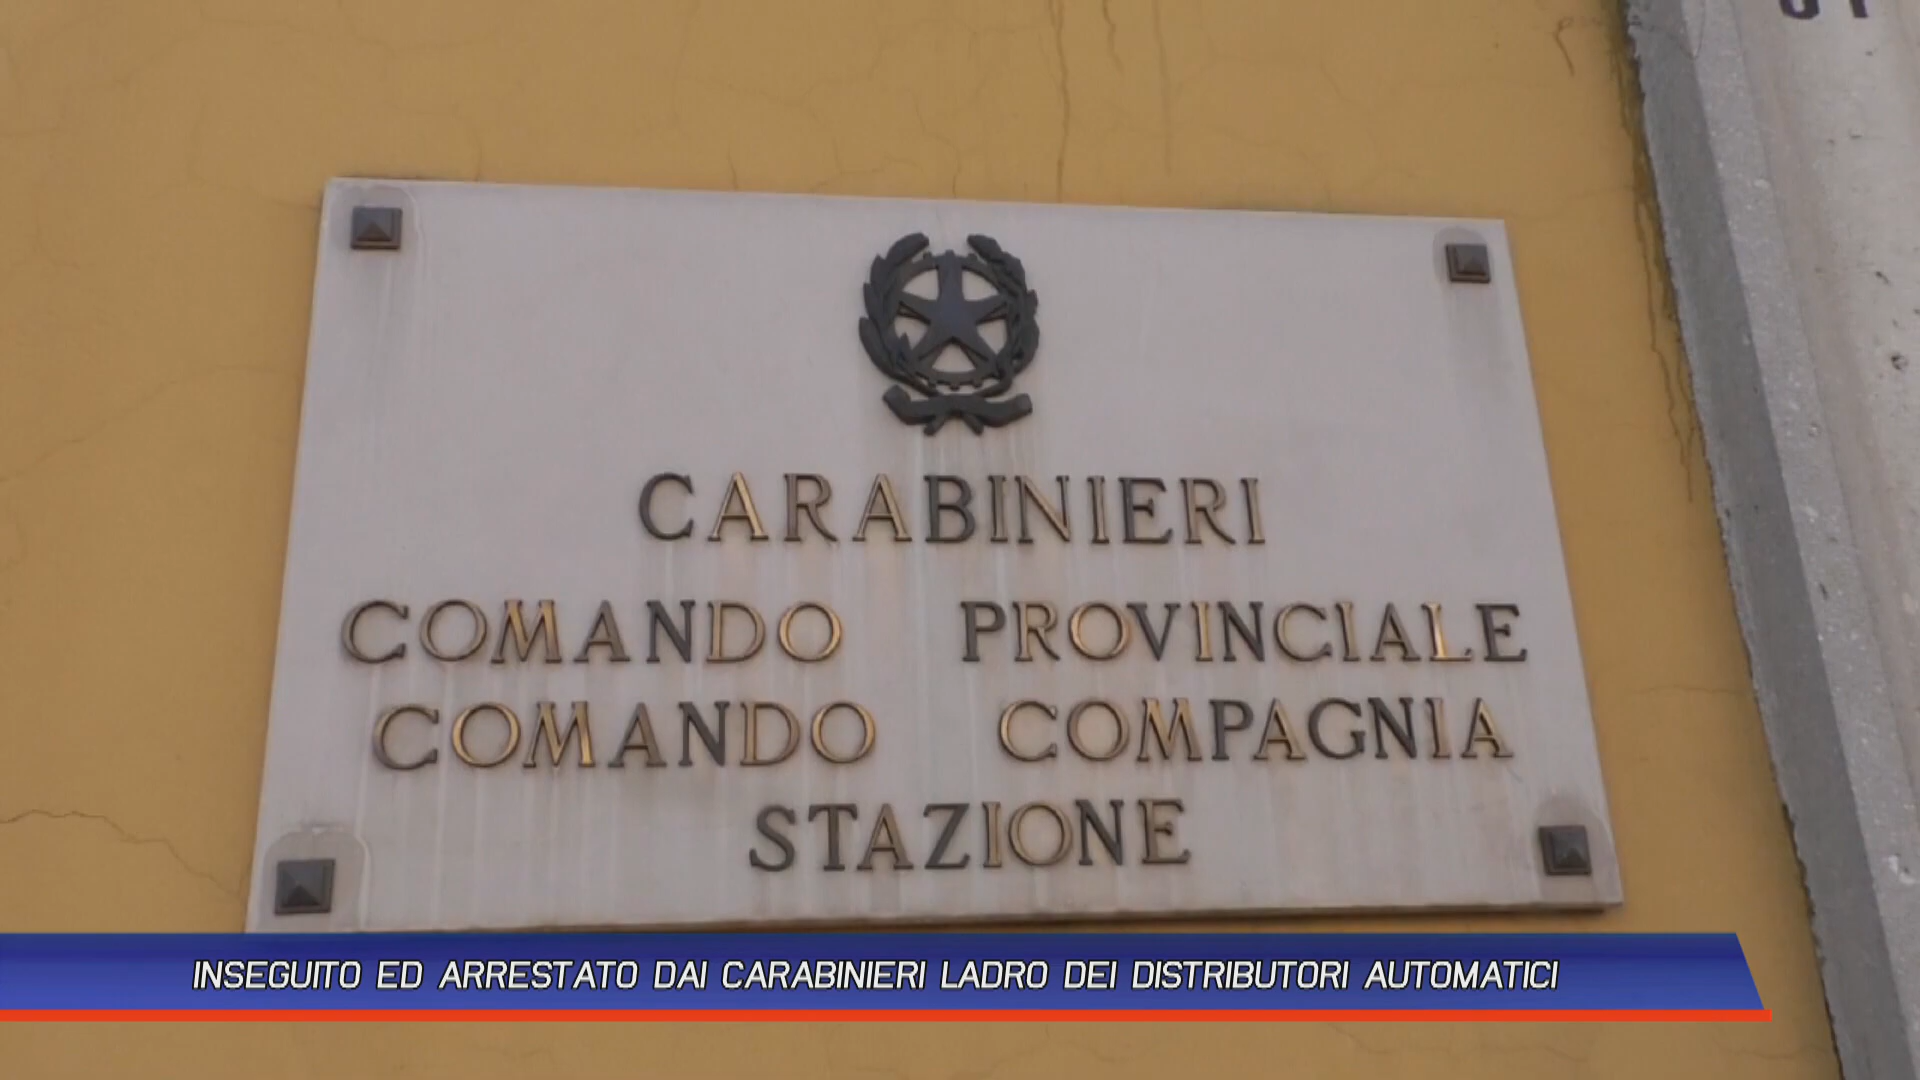 CARABINIERI
COMANDO PROVINCIALE
COMANDO COMPAGNIA
STAZIONE
INSEGUITO ED ARRESTATO DAI CARABINIERI LADRO DEI DISTRIBUTORI AUTOMATICI